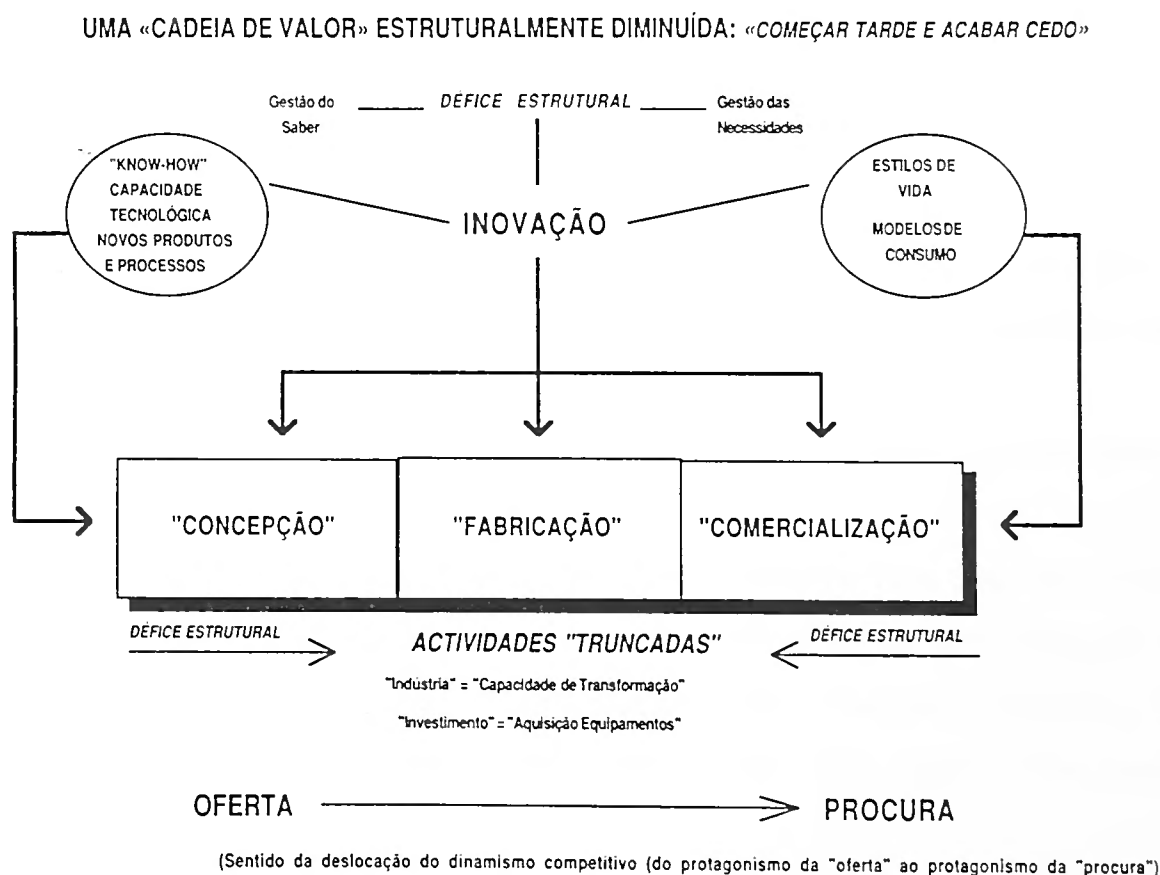 UMA «CADEIA DE VALOR» ESTRUTURALMENTE DIMINUÍDA: «COMEÇAR TARDE E ACABAR CEDO»
Gestão do
Saber
DÉFICE ESTRUTURAL
Gestão das
Necessidades
"KNOW-HOW"
CAPACIDADE
TECNOLÓGICA
NOVOS PRODUTOS
E PROCESSOS
INOVAÇÃO
ESTILOS DE
VIDA
MODELOS DE
CONSUMO
"CONCEPÇÃO"
"FABRICAÇÃO"
"COMERCIALIZAÇÃO"
DÉFICE ESTRUTURAL
ACTIVIDADES "TRUNCADAS"
DÉFICE ESTRUTURAL
"Indústria" = "Capacidade de Transformação"
"Investimento" = "Aquisição Equipamentos"
OFERTA
PROCURA
(Sentido da deslocação do dinamismo competitivo (do protagonismo da "oferta" ao protagonismo da "procura")